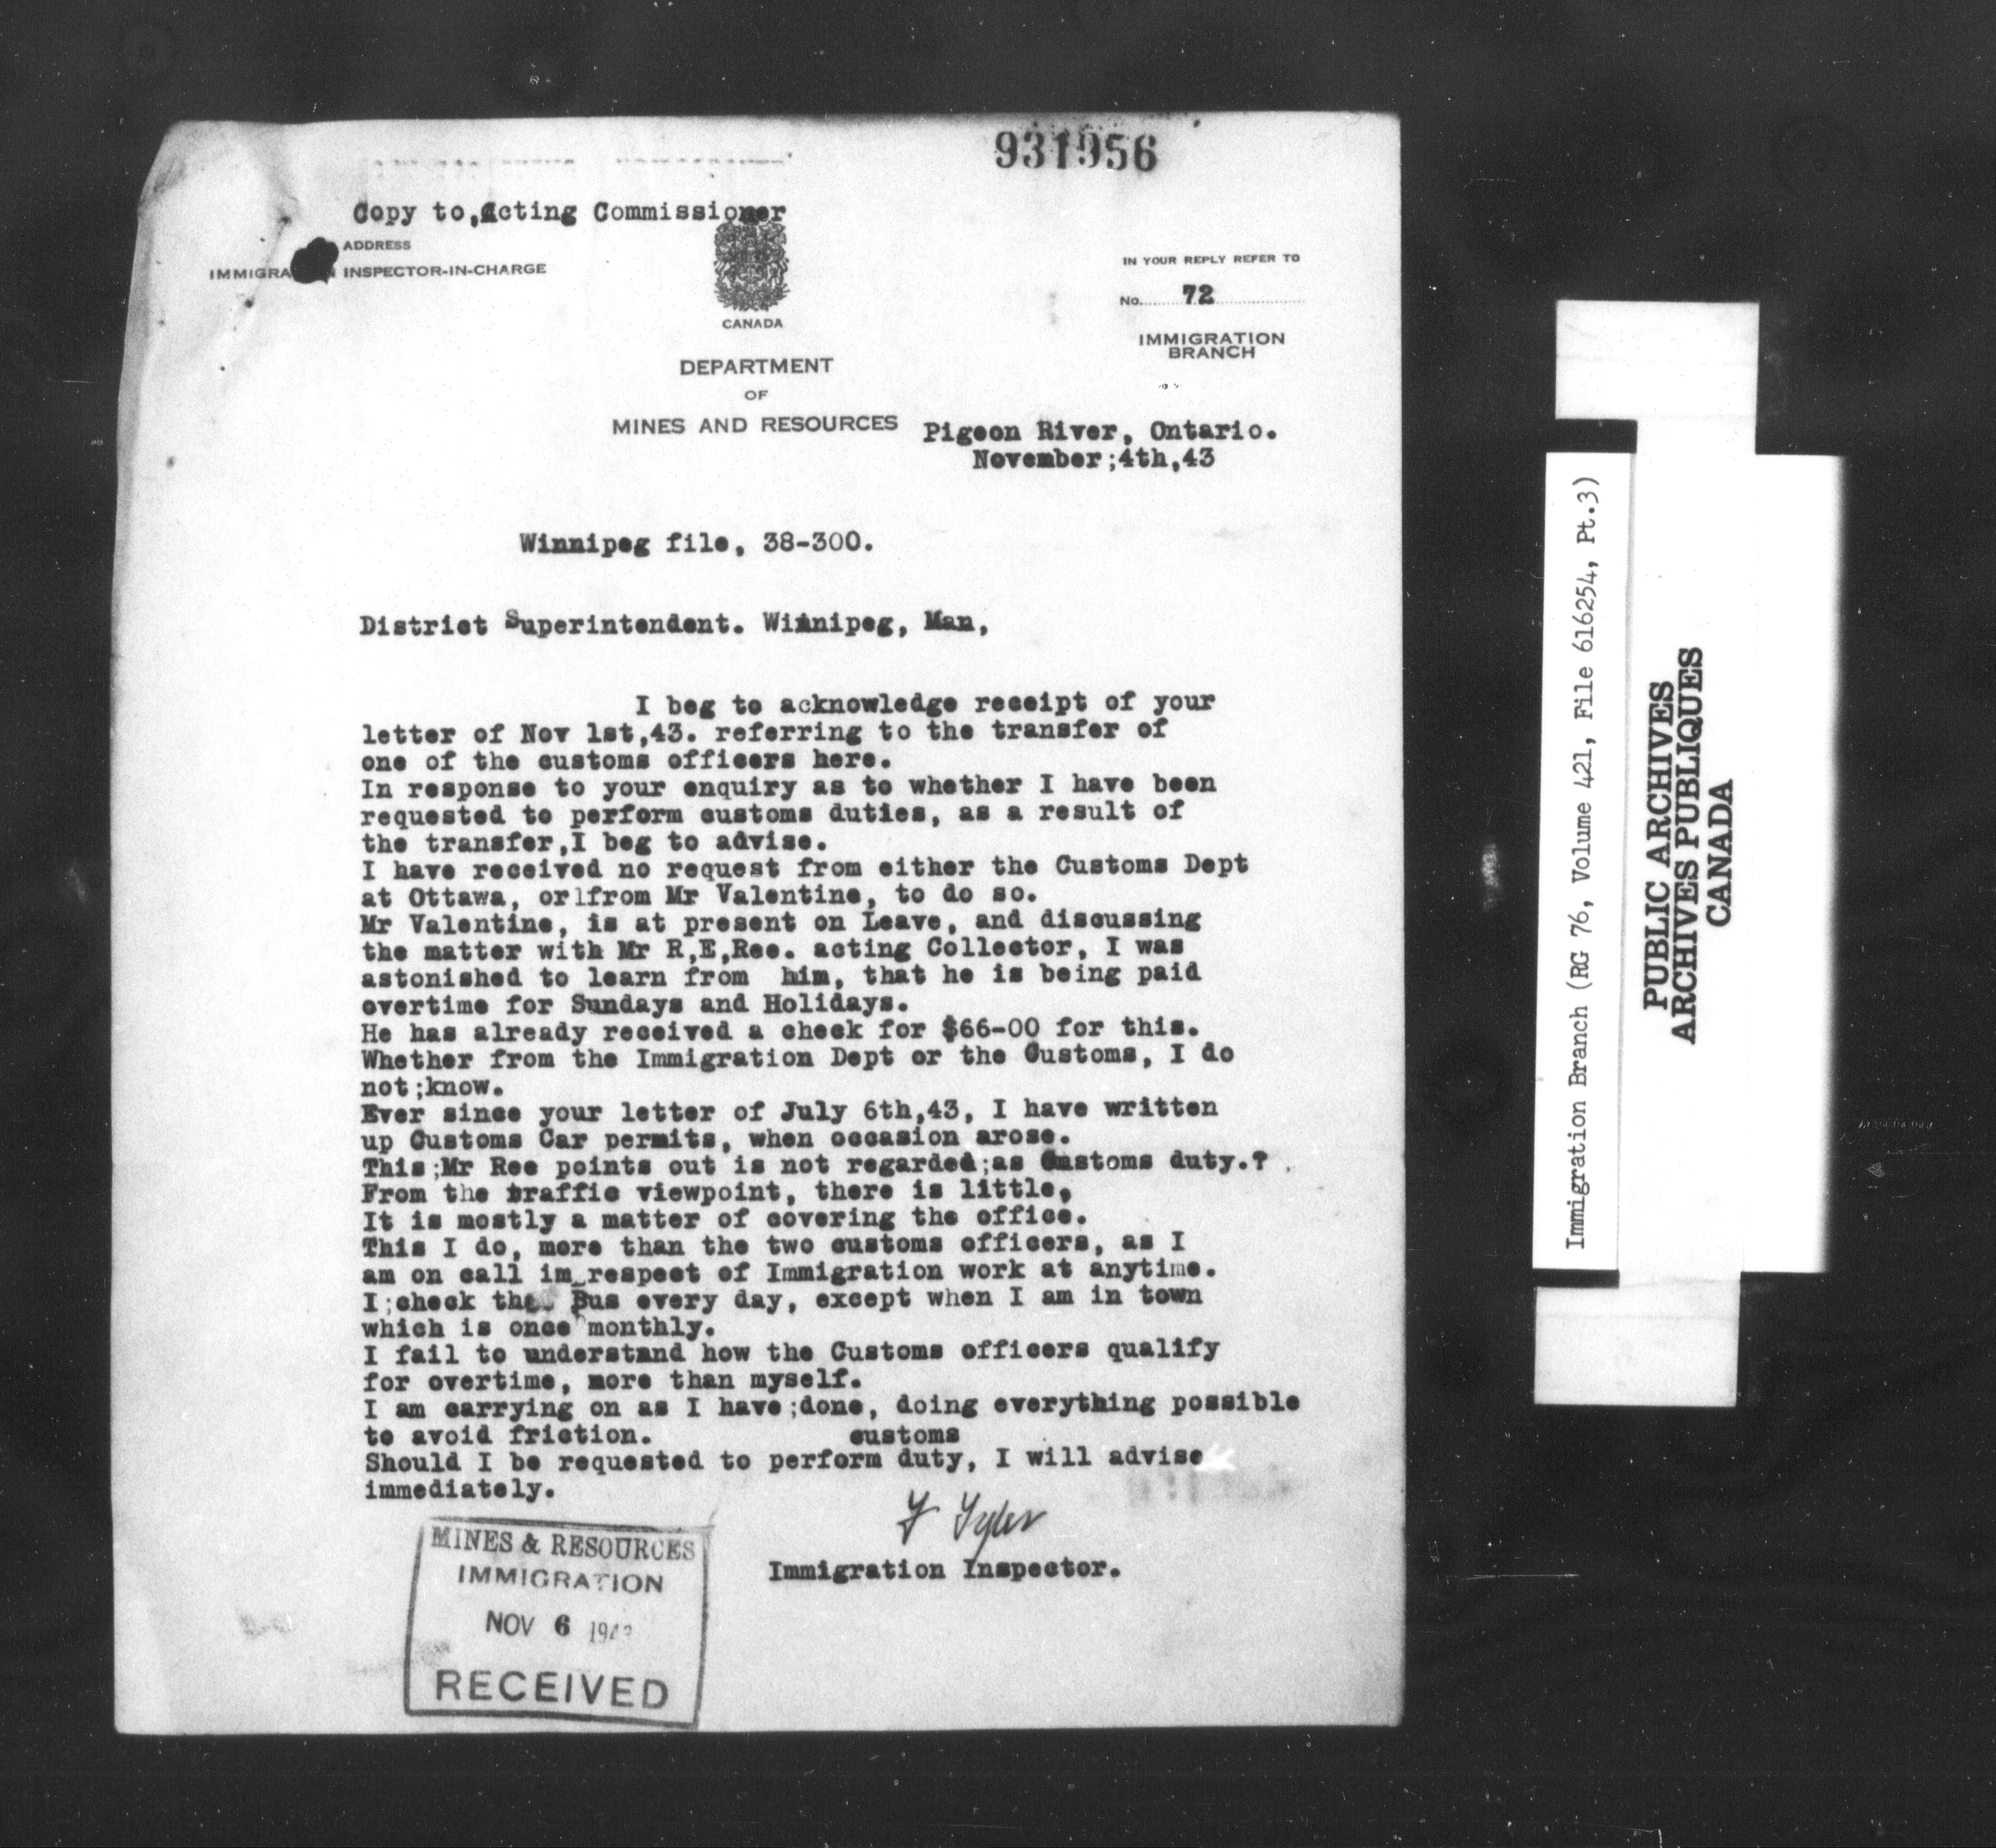 931956
Copy to, Acting Commissioner
ADDRESS
IMMIGRA INSPECTOR-IN-CHARGE
CANADA
IN YOUR REPLY REFER TO
No. 72
IMMIGRATION
BRANCH
DEPARTMENT
OF
MINES AND RESOURCES
Pigeon River, Ontario.
November;4th,43
Winnipeg file, 38-300.
District Superintendent. Winnipeg, Man,
I beg to acknowledge receipt of your
letter of Nov 1st,43. referring to the transfer of
one of the customs officers here.
In response to your enquiry as to whether I have been
requested to perform customs duties, as a result of
the transfer,I beg to advise.
I have received no request from either the Customs Dept
at Ottawa, or1from Mr Valentine, to do so.
Mr Valentine, is at present on Leave, and discussing
the matter with Mr R,E,Ree. acting Collector, I was
astonished to learn from him, that he is being paid
overtime for Sundays and Holidays.
He has already received a check for $66-00 for this.
Whether from the Immigration Dept or the Customs, I do
not;know.
Ever since your letter of July 6th,43, I have written
up Customs Car permits, when occasion arose.
This;Mr Ree points out is not regarded;as Customs duty.?
From the traffic viewpoint, there is little,
It is mostly a matter of covering the office.
This I do, more than the two customs officers, as I
am on call im respect of Immigration work at anytime.
I;check the Bus every day, except when I am in town
which is once monthly.
I fail to understand how the Customs officers qualify
for overtime, more than myself.
I am carrying on as I have;done, doing everything possible
to avoid friction. customs
Should I be requested to perform duty, I will advise
immediately.
F Tyler
Immigration Inspector.
MINES & RESOURCES
IMMIGRATION
NOV 6 194
RECEIVED
Immigration Branch (RG 76, Volume 421, File 616254, Pt.3)
PUBLIC ARCHIVES
ARCHIVES PUBLIQUES
CANADA